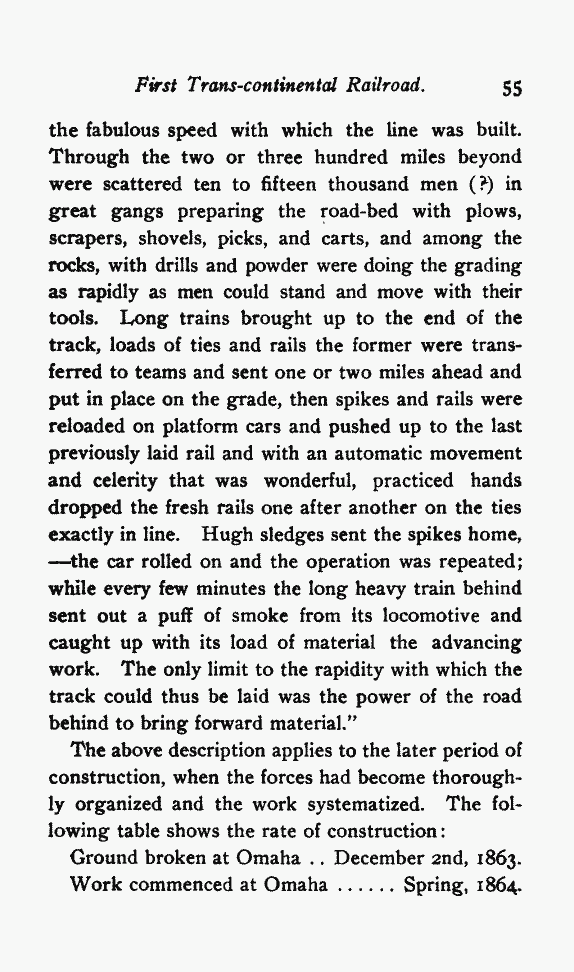 First Trans-continental Railroad. 55
the fabulous speed with which the line was built.
Through the two or three hundred miles beyond
were scattered ten to fifteen thousand men (?) in
great gangs preparing the road-bed with plows,
scrapers, shovels, picks, and carts, and among the
rocks, with drills and powder were doing the grading
as rapidly as men could stand and move with their
tools. Long trains brought up to the end of the
track, loads of ties and rails the former were trans-
ferred to teams and sent one or two miles ahead and
put in place on the grade, then spikes and rails were
reloaded on platform cars and pushed up to the last
previously laid rail and with an automatic movement
and celerity that was wonderful, practiced hands
dropped the fresh rails one after another on the ties
exactly in line. Hugh sledges sent the spikes home,
—the car rolled on and the operation was repeated;
while every few minutes the long heavy train behind
sent out a puff of smoke from its locomotive and
caught up with its load of material the advancing
work. The only limit to the rapidity with which the
track could thus be laid was the power of the road
behind to bring forward material.”
The above description applies to the later period of
construction, when the forces had become thorough-
ly organized and the work systematized. The fol-
lowing table shows the rate of construction:
Ground broken at Omaha .. December 2nd, 1863.
Work commenced at Omaha ...... Spring, 1864.